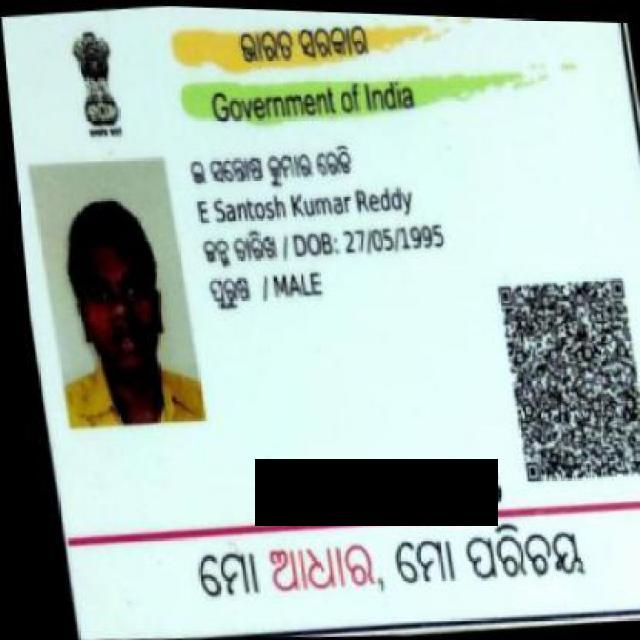 ଭାରତ ସରକାର
Government of India
ଇ ସନ୍ତୋଷ କୁମାର ରେଡି
E Santosh Kumar Reddy
ଜନ୍ମ ତାରିଖ / DOB: 27/05/1995
ପୁରୁଷ / MALE
ମୋ ଆଧାର, ମୋ ପରିଚୟ